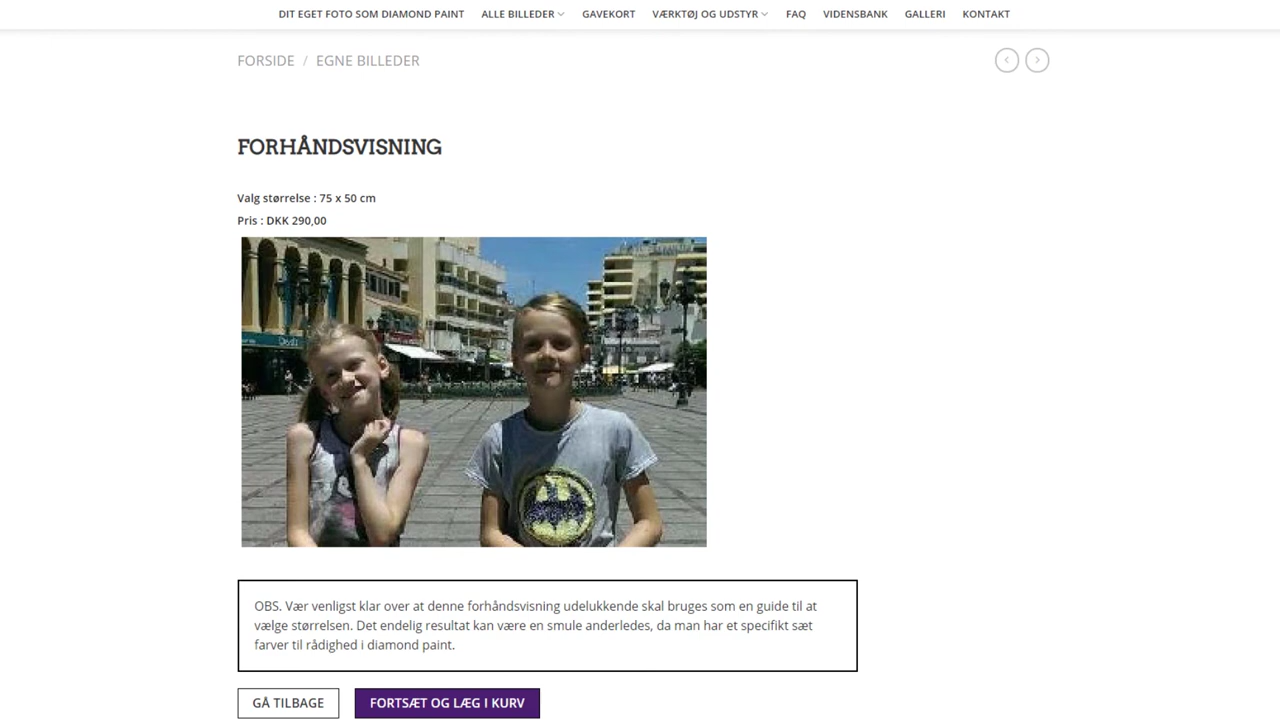 DIT EGET FOTO SOM DIAMOND PAINT ALLE BILLEDER GAVEKORT VÆRKTØJ OG UDSTYR FAQ VIDENSBANK GALLERI KONTAKT
FORSIDE / EGNE BILLEDER
FORHÅNDSVISNING
Valg størrelse : 75 x 50 cm
Pris : DKK 290,00
OBS. Vær venligst klar over at denne forhåndsvisning udelukkende skal bruges som en guide til at
vælge størrelsen. Det endelig resultat kan være en smule anderledes, da man har et specifikt sæt
farver til rådighed i diamond paint.
GÅ TILBAGE FORTSÆT OG LÆG I KURV